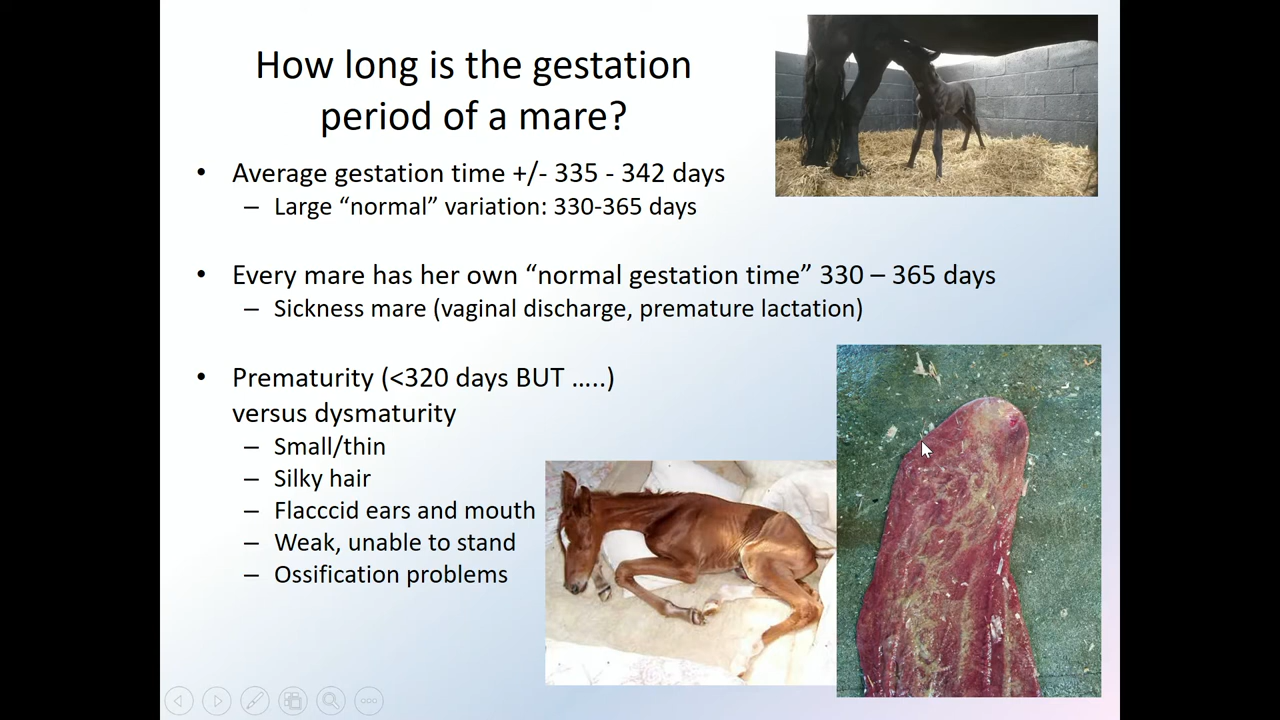 How long is the gestation
period of a mare?
• Average gestation time +/- 335 - 342 days
– Large “normal” variation: 330-365 days
• Every mare has her own “normal gestation time” 330 – 365 days
– Sickness mare (vaginal discharge, premature lactation)
• Prematurity (<320 days BUT …..)
versus dysmaturity
– Small/thin
– Silky hair
– Flacccid ears and mouth
– Weak, unable to stand
– Ossification problems